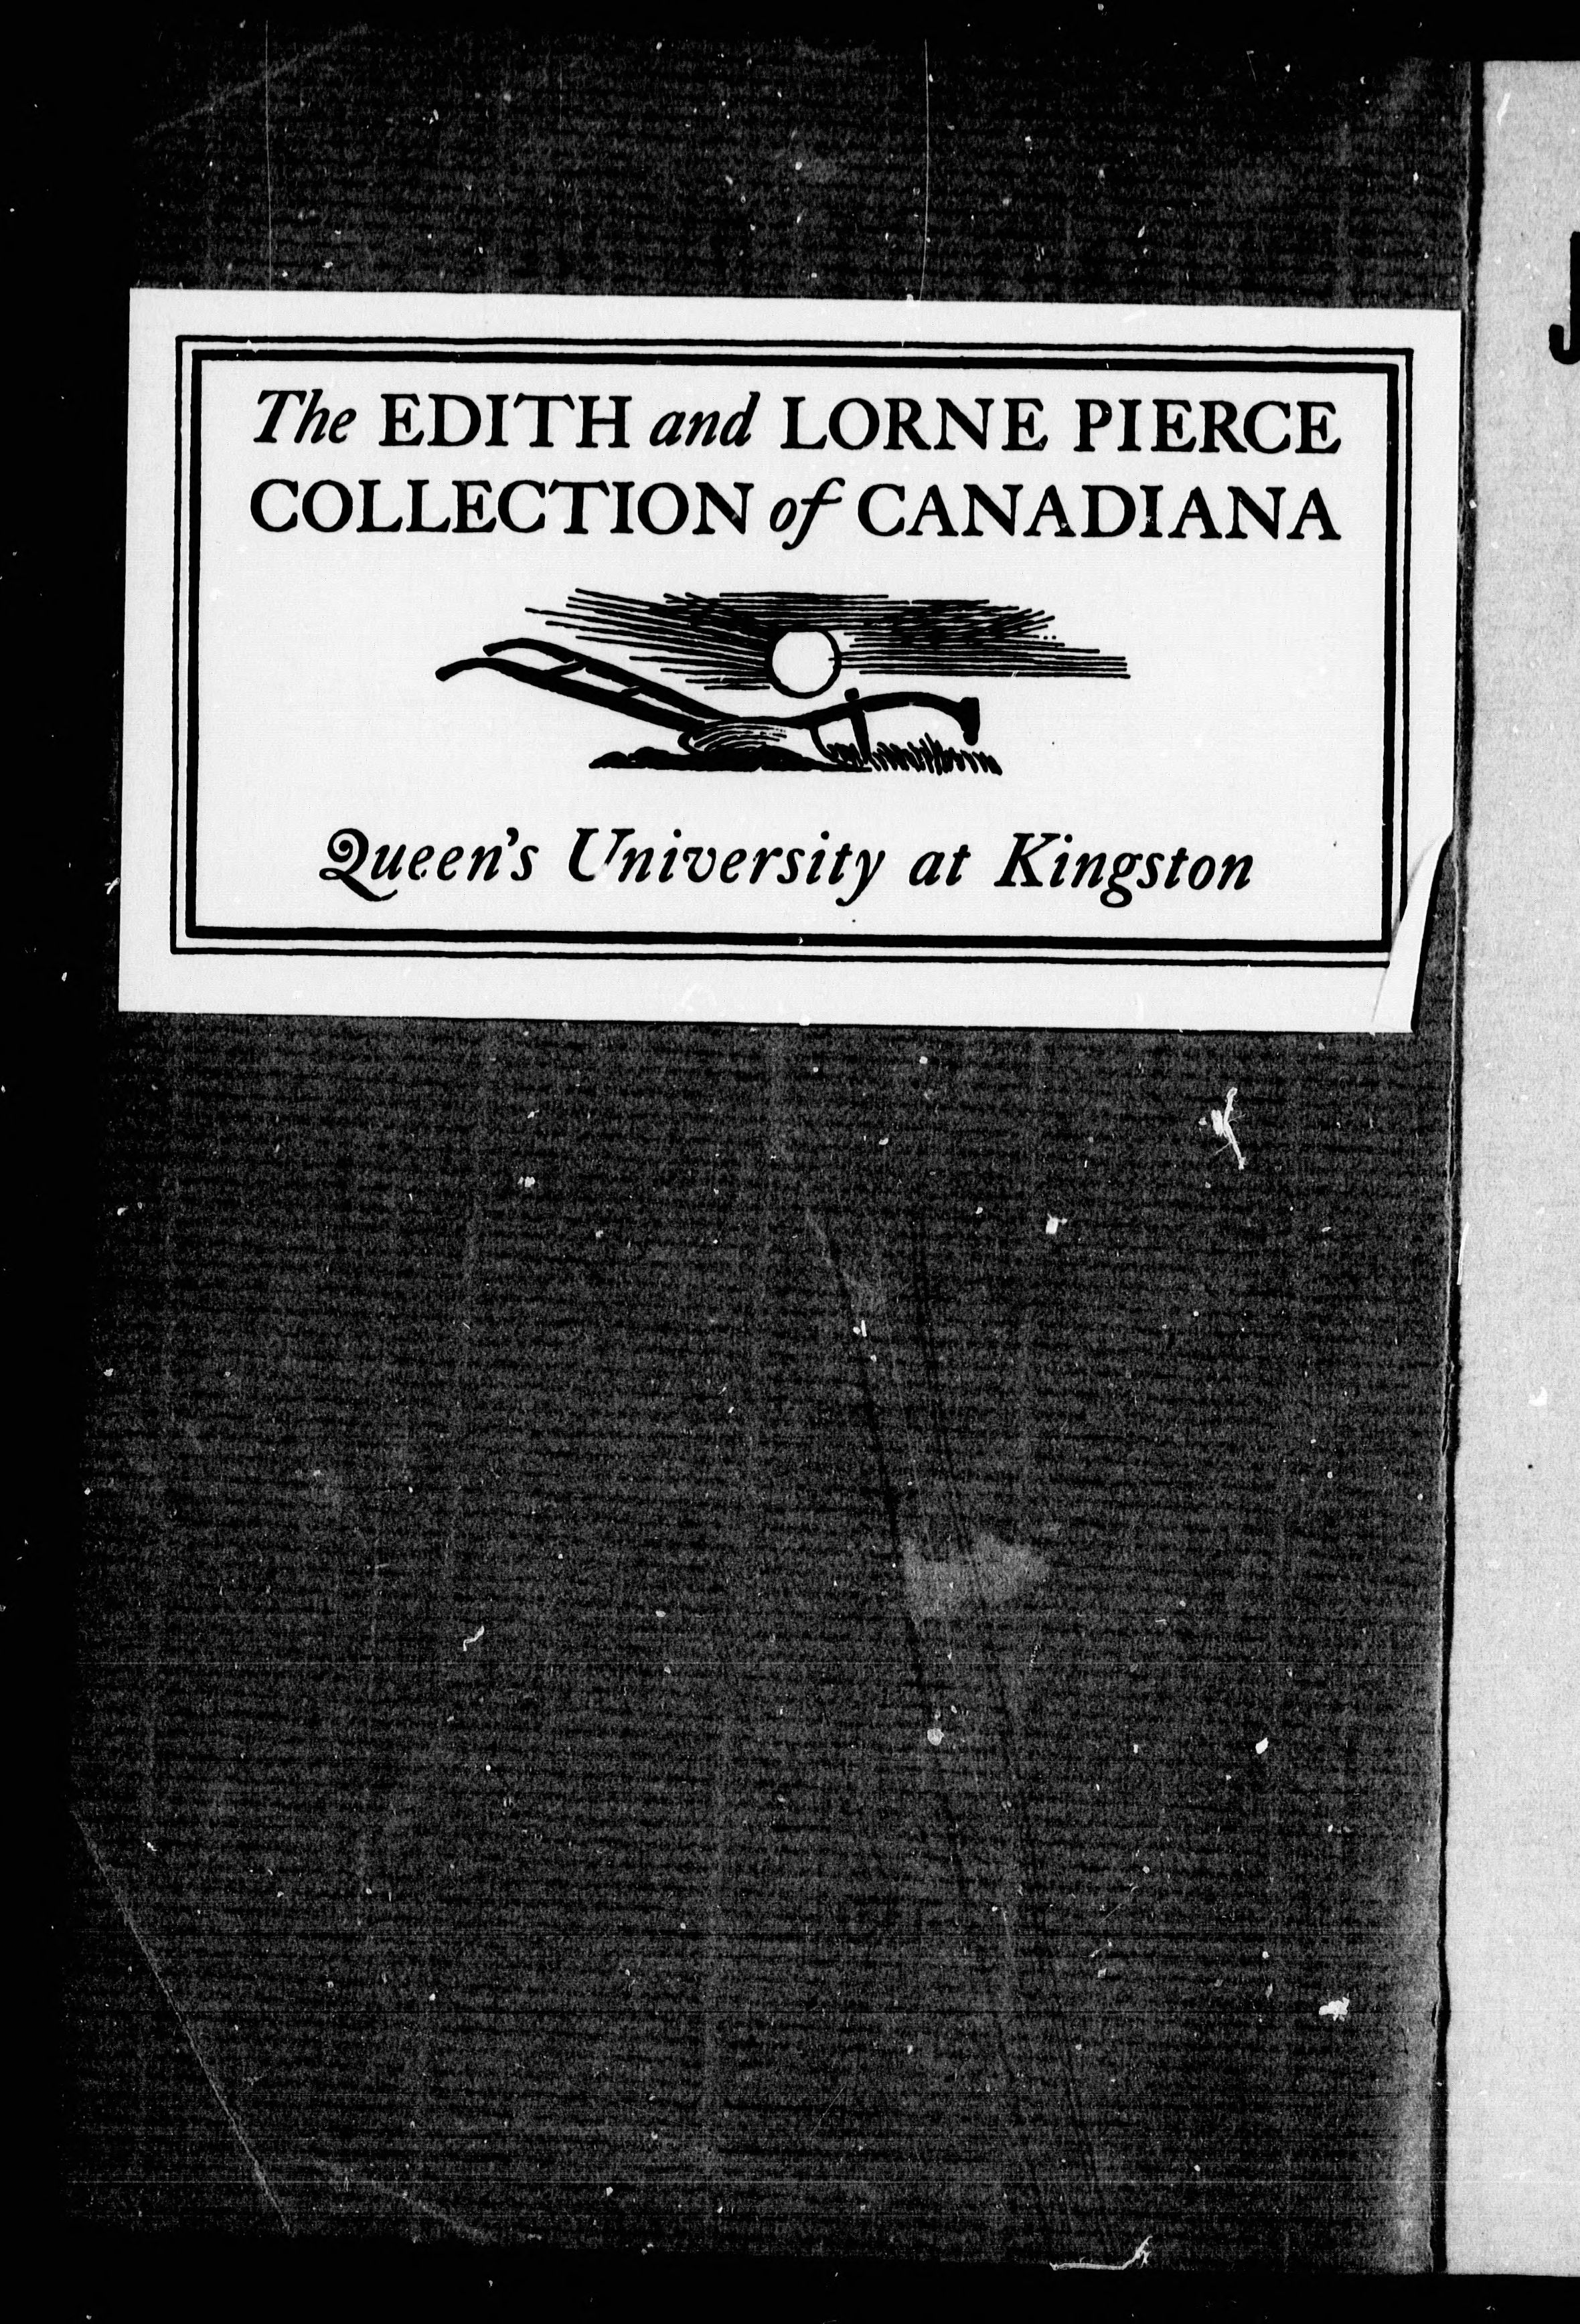 The EDITH and LORNE PIERCE
COLLECTION of CANADIANA
Queen's University at Kingston
J